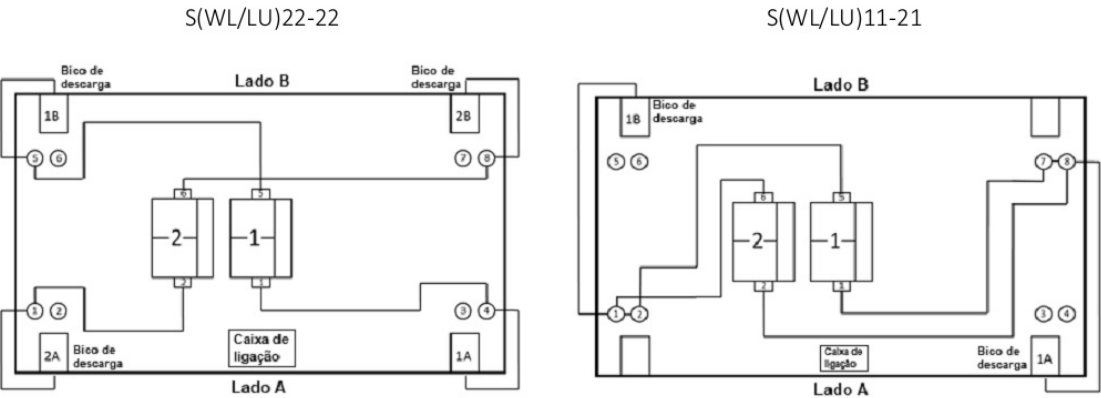 S(WL/LU)22-22
Bico de
descarga
Lado B
Bico de
descarga
1B
2B
5 6
7 8
6
5
2
1
2
1
1 2
3 4
2A
Bico de
descarga
Caixa de
ligação
1A
Lado A
S(WL/LU)11-21
Lado B
1B
Bico de
descarga
5 6
7 8
6
5
2
1
2
1
1 2
3 4
Caixa de
ligação
Bico de
descarga
1A
Lado A